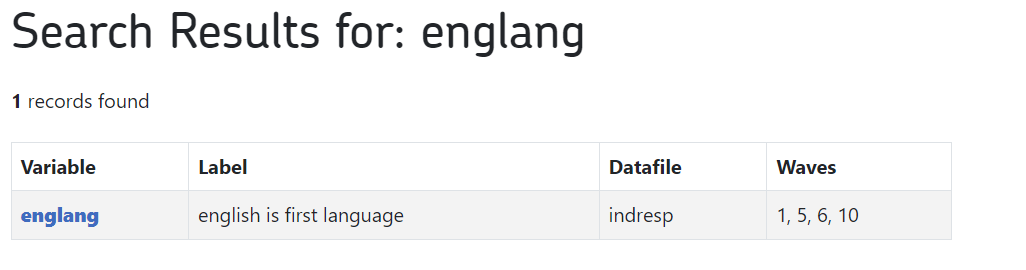 Search Results for: englang
1 records found
Variable Label Datafile Waves
englang english is first language indresp 1, 5, 6, 10